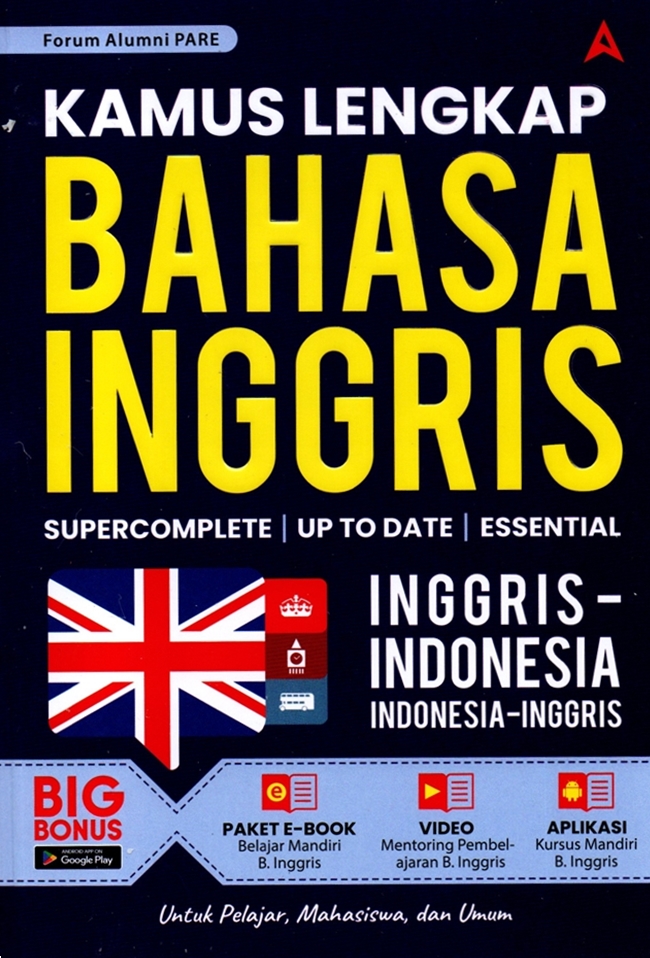 Forum Alumni PARE
KAMUS LENGKAP
BAHASA
INGGRIS
SUPERCOMPLETE | UP TO DATE | ESSENTIAL
INGGRIS –
INDONESIA
INDONESIA–INGGRIS
BIG
BONUS
ANDROID APP ON
Google Play
PAKET E-BOOK
Belajar Mandiri
B. Inggris
VIDEO
Mentoring Pembel-
ajaran B. Inggris
APLIKASI
Kursus Mandiri
B. Inggris
Untuk Pelajar, Mahasiswa, dan Umum